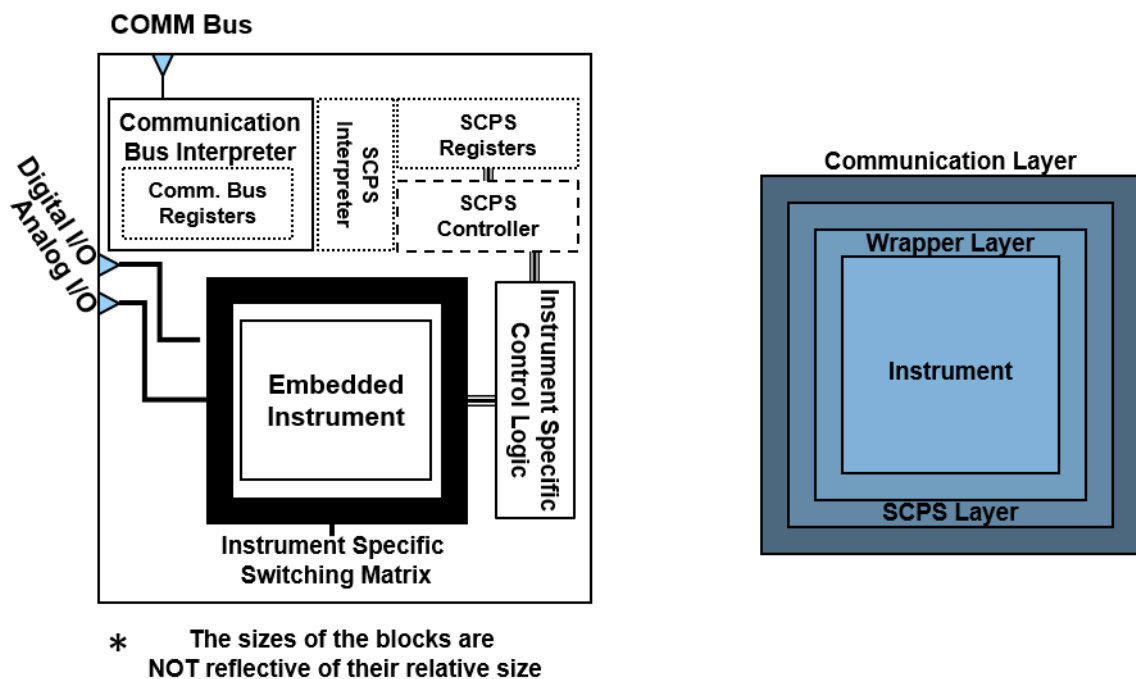 COMM Bus
Communication
Bus Interpreter
Comm. Bus
Registers
SCPS
Interpreter
SCPS
Registers
SCPS
Controller
Digital I/O
Analog I/O
Embedded
Instrument
Instrument Specific
Control Logic
Instrument Specific
Switching Matrix
* The sizes of the blocks are
NOT reflective of their relative size
Communication Layer
Wrapper Layer
Instrument
SCPS Layer